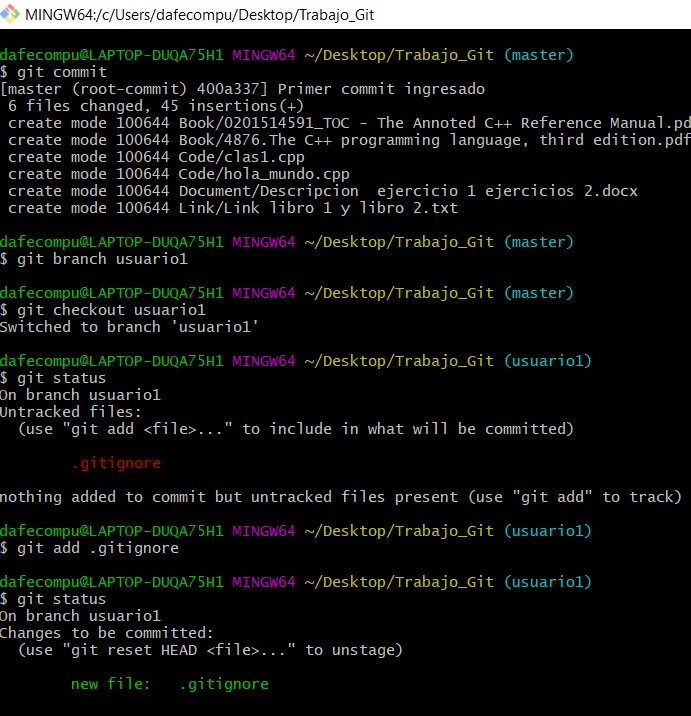 MINGW64:/c/Users/dafecompu/Desktop/Trabajo_Git
dafecompu@LAPTOP-DUQA75H1 MINGW64 ~/Desktop/Trabajo_Git (master)
$ git commit
[master (root-commit) 400a337] Primer commit ingresado
 6 files changed, 45 insertions(+)
 create mode 100644 Book/0201514591_TOC - The Annoted C++ Reference Manual.pd
 create mode 100644 Book/4876.The C++ programming language, third edition.pdf
 create mode 100644 Code/clas1.cpp
 create mode 100644 Code/hola_mundo.cpp
 create mode 100644 Document/Descripcion  ejercicio 1 ejercicios 2.docx
 create mode 100644 Link/Link libro 1 y libro 2.txt
dafecompu@LAPTOP-DUQA75H1 MINGW64 ~/Desktop/Trabajo_Git (master)
$ git branch usuario1
dafecompu@LAPTOP-DUQA75H1 MINGW64 ~/Desktop/Trabajo_Git (master)
$ git checkout usuario1
Switched to branch 'usuario1'
dafecompu@LAPTOP-DUQA75H1 MINGW64 ~/Desktop/Trabajo_Git (usuario1)
$ git status
On branch usuario1
Untracked files:
  (use "git add <file>..." to include in what will be committed)
        .gitignore
nothing added to commit but untracked files present (use "git add" to track)
dafecompu@LAPTOP-DUQA75H1 MINGW64 ~/Desktop/Trabajo_Git (usuario1)
$ git add .gitignore
dafecompu@LAPTOP-DUQA75H1 MINGW64 ~/Desktop/Trabajo_Git (usuario1)
$ git status
On branch usuario1
Changes to be committed:
  (use "git reset HEAD <file>..." to unstage)
        new file:   .gitignore